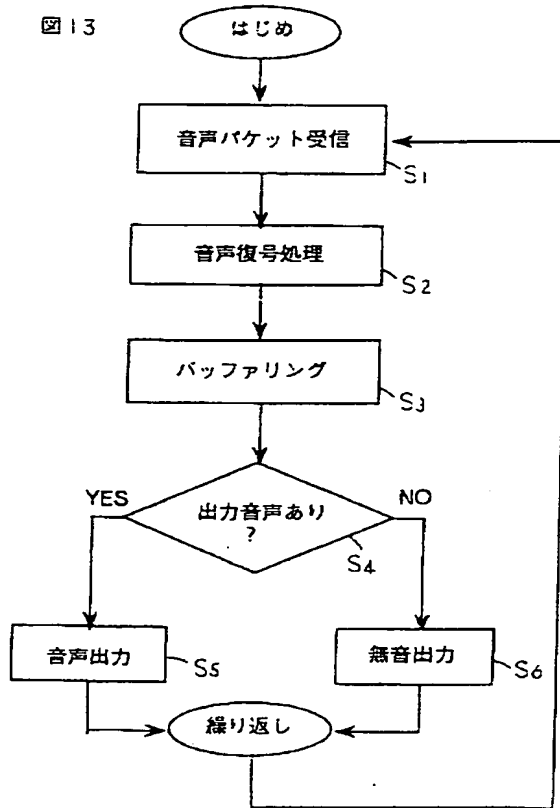 図13
はじめ
音声パケット受信
S1
音声復号処理
S2
バッファリング
S3
YES
NO
出力音声あり
?
S4
音声出力
S5
無音出力
S6
繰り返し